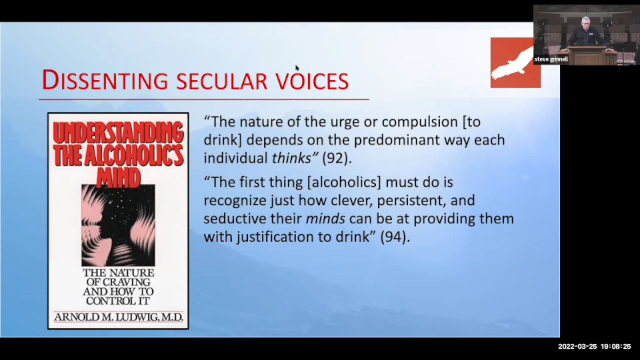 DISSENTING SECULAR VOICES
steve grinnell
UNDERSTANDING
THE ALCOHOLIC'S
MIND
THE NATURE
OF CRAVING
AND HOW TO
CONTROL IT
ARNOLD M. LUDWIG, M.D.
“The nature of the urge or compulsion [to
drink] depends on the predominant way each
individual thinks” (92).
“The first thing [alcoholics] must do is
recognize just how clever, persistent, and
seductive their minds can be at providing them
with justification to drink” (94).
2022-03-25 19:08:26